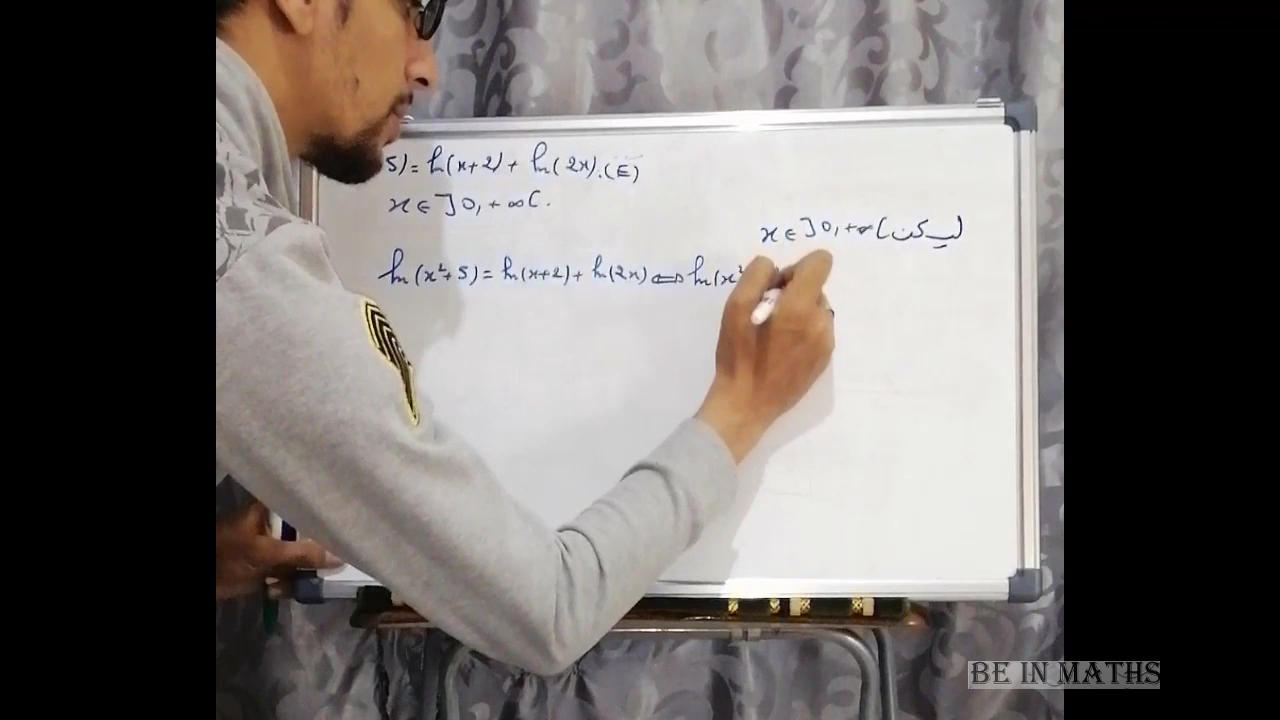 5) = ln(x+2) + ln(2x). (E)
x ∈ ]0, +∞[.
ليكن x ∈ ]0, +∞[
ln(x²+5) = ln(x+2) + ln(2x) ⟺ ln(x²
BE IN MATHS